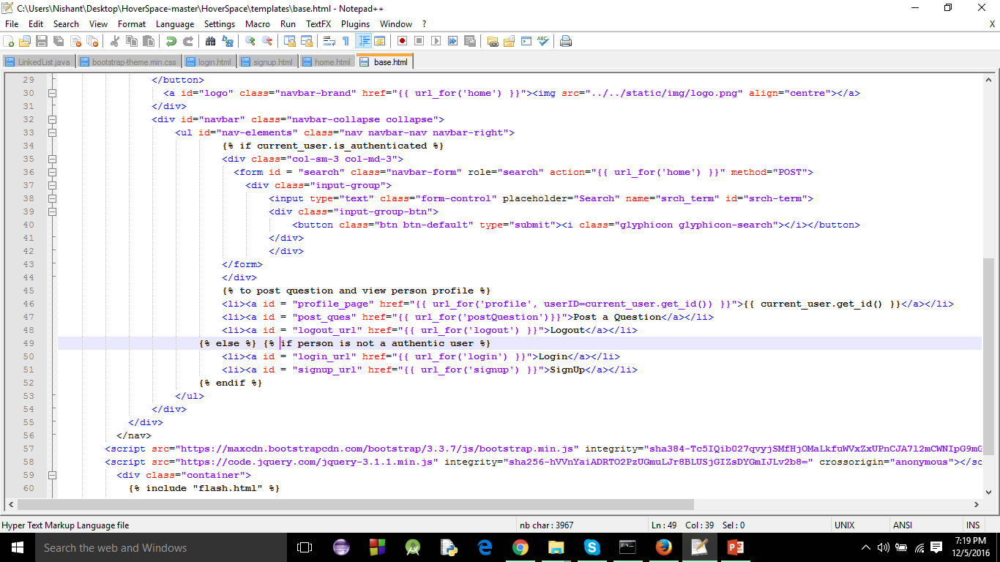 C:\Users\Nishant\Desktop\HoverSpace-master\HoverSpace\templates\base.html - Notepad++
File Edit Search View Format Language Settings Macro Run TextFX Plugins Window ? X
LinkedList.java bootstrap-theme.min.css login.html signup.html home.html base.html
29 </button>
30 <a id="logo" class="navbar-brand" href="{{ url_for('home') }}"><img src="../../static/img/logo.png" align="centre"></a>
31 </div>
32 <div id="navbar" class="navbar-collapse collapse">
33 <ul id="nav-elements" class="nav navbar-nav navbar-right">
34 {% if current_user.is_authenticated %}
35 <div class="col-sm-3 col-md-3">
36 <form id = "search" class="navbar-form" role="search" action="{{ url_for('home') }}" method="POST">
37 <div class="input-group">
38 <input type="text" class="form-control" placeholder="Search" name="srch_term" id="srch-term">
39 <div class="input-group-btn">
40 <button class="btn btn-default" type="submit"><i class="glyphicon glyphicon-search"></i></button>
41 </div>
42 </div>
43 </form>
44 </div>
45 {% to post question and view person profile %}
46 <li><a id = "profile_page" href="{{ url_for('profile', userID=current_user.get_id()) }}">{{ current_user.get_id() }}</a></li>
47 <li><a id = "post_ques" href="{{ url_for('postQuestion')}}">Post a Question</a></li>
48 <li><a id = "logout_url" href="{{ url_for('logout') }}">Logout</a></li>
49 {% else %} {% if person is not a authentic user %}
50 <li><a id = "login_url" href="{{ url_for('login') }}">Login</a></li>
51 <li><a id = "signup_url" href="{{ url_for('signup') }}">SignUp</a></li>
52 {% endif %}
53 </ul>
54 </div>
55 </div>
56 </nav>
57 <script src="https://maxcdn.bootstrapcdn.com/bootstrap/3.3.7/js/bootstrap.min.js" integrity="sha384-Tc5IQib027qvyjSMfHjOMaLkfuWVxZxUPnCJA7l2mCWNIpG9mG
58 <script src="https://code.jquery.com/jquery-3.1.1.min.js" integrity="sha256-hVVnYaiADRTO2PzUGmuLJr8BLUSjGIZsDYGmIJLv2b8=" crossorigin="anonymous"></sc
59 <div class="container">
60 {% include "flash.html" %}
Hyper Text Markup Language file nb char : 3967 Ln : 49 Col : 39 Sel : 0 UNIX ANSI INS
Search the web and Windows
7:19 PM
12/5/2016